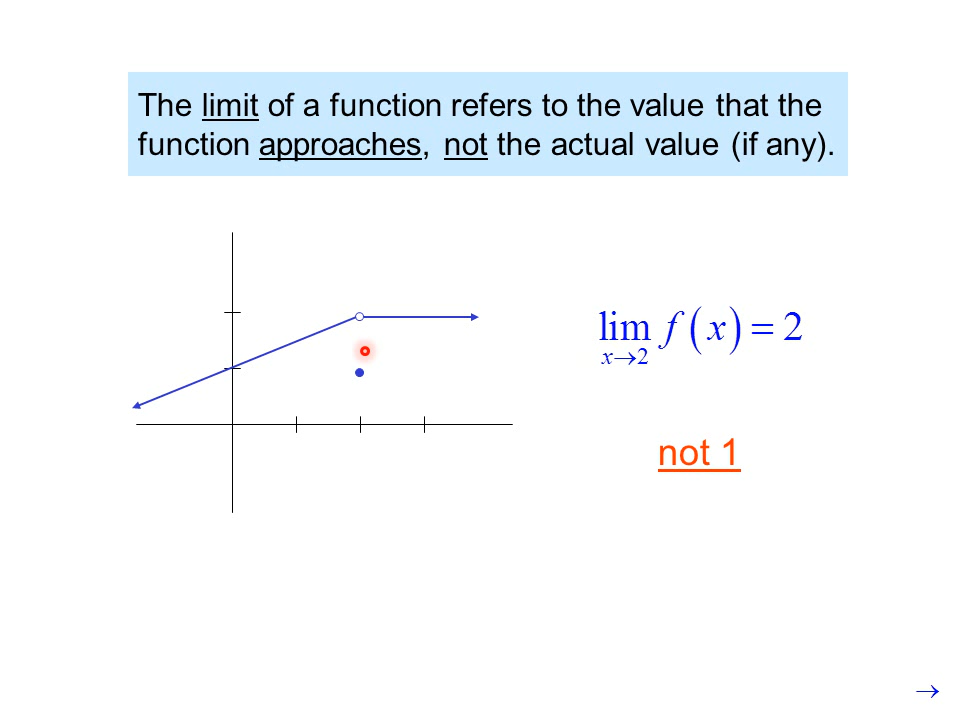 The limit of a function refers to the value that the
function approaches, not the actual value (if any).
lim f(x) = 2
x→2
not 1
→